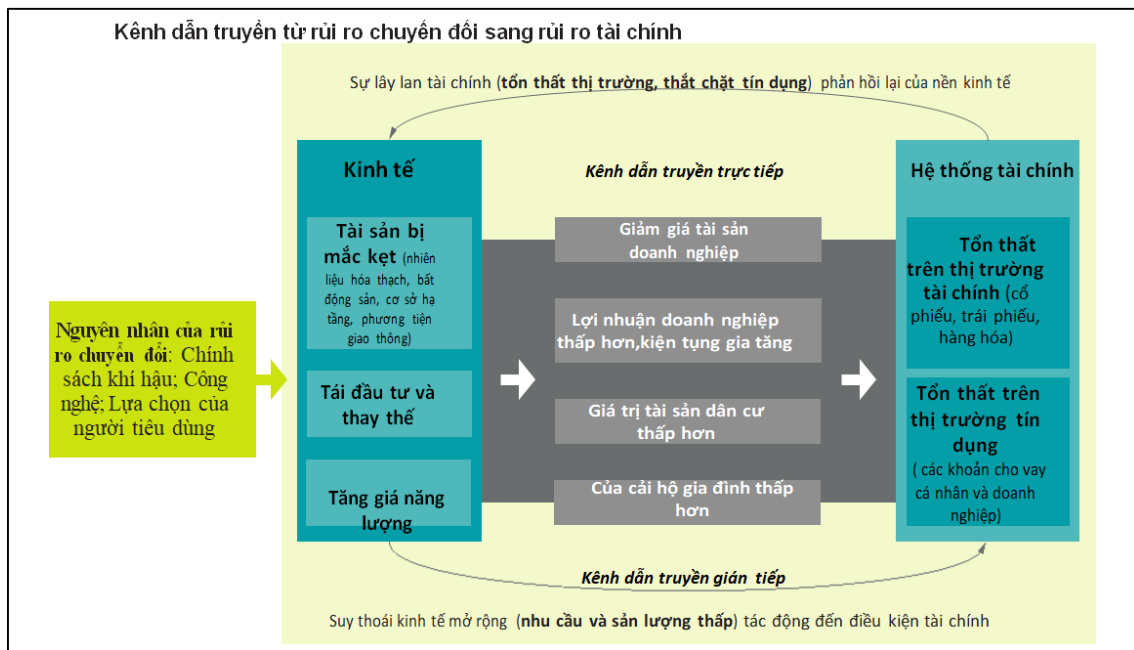 Kênh dẫn truyền từ rủi ro chuyển đổi sang rủi ro tài chính
Sự lây lan tài chính (tổn thất thị trường, thắt chặt tín dụng) phản hồi lại của nền kinh tế
Nguyên nhân của rủi
ro chuyển đổi: Chính
sách khí hậu; Công
nghệ; Lựa chọn của
người tiêu dùng
Kinh tế
Tài sản bị
mắc kẹt (nhiên
liệu hóa thạch, bất
động sản, cơ sở hạ
tầng, phương tiện
giao thông)
Tái đầu tư và
thay thế
Tăng giá năng
lượng
Kênh dẫn truyền trực tiếp
Giảm giá tài sản
doanh nghiệp
Lợi nhuận doanh nghiệp
thấp hơn,kiện tụng gia tăng
Giá trị tài sản dân cư
thấp hơn
Của cải hộ gia đình thấp
hơn
Hệ thống tài chính
Tổn thất
trên thị trường
tài chính (cổ
phiếu, trái phiếu,
hàng hóa)
Tổn thất trên
thị trường tín
dụng
( các khoản cho vay
cá nhân và doanh
nghiệp)
Kênh dẫn truyền gián tiếp
Suy thoái kinh tế mở rộng (nhu cầu và sản lượng thấp) tác động đến điều kiện tài chính